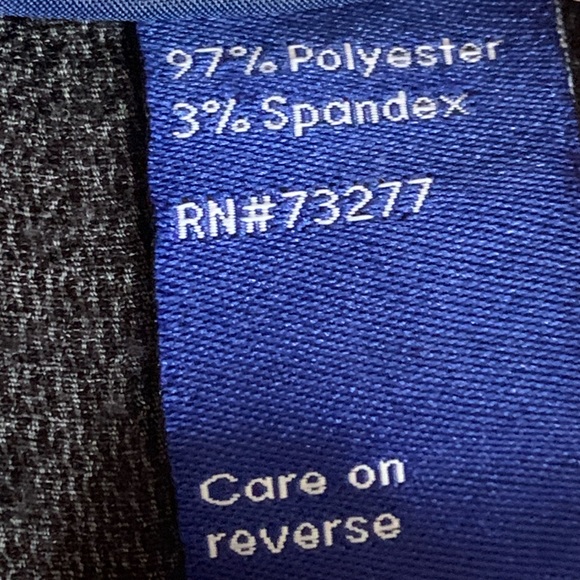 97% Polyester
3% Spandex
RN#73277
Care on
reverse